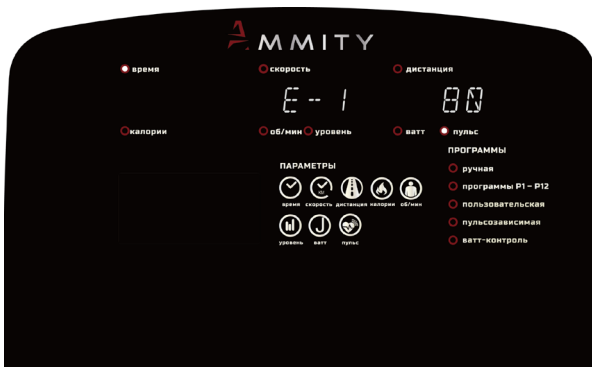 AMMITY
время скорость дистанция
E--1 80
калории об/мин уровень ватт пульс
ПРОГРАММЫ
ручная
ПАРАМЕТРЫ
программы P1 – P12
пользовательская
время скорость дистанция калории об/мин
пульсозависимая
ватт-контроль
уровень ватт пульс